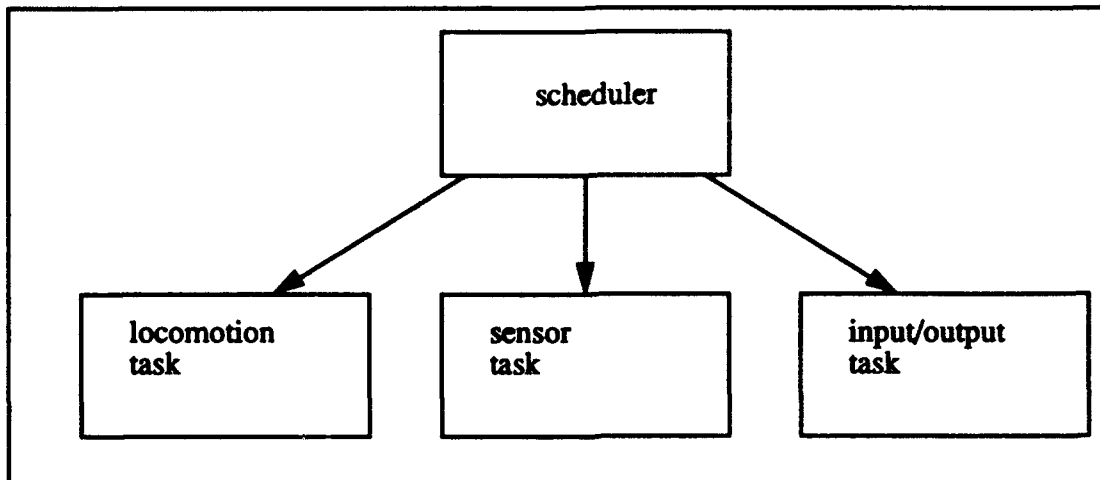 scheduler
locomotion
task
sensor
task
input/output
task